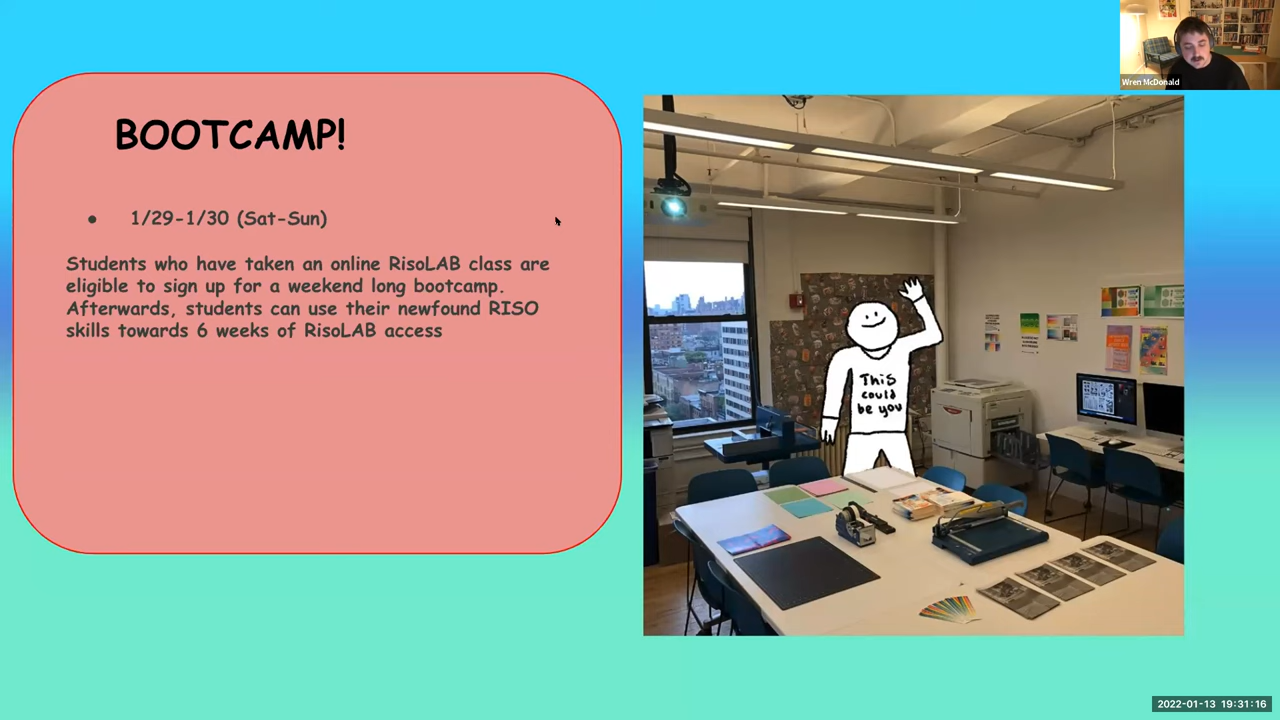 Wren McDonald
BOOTCAMP!
● 1/29-1/30 (Sat-Sun)
Students who have taken an online RisoLAB class are
eligible to sign up for a weekend long bootcamp.
Afterwards, students can use their newfound RISO
skills towards 6 weeks of RisoLAB access
This
could
be you
2022-01-13 19:31:16